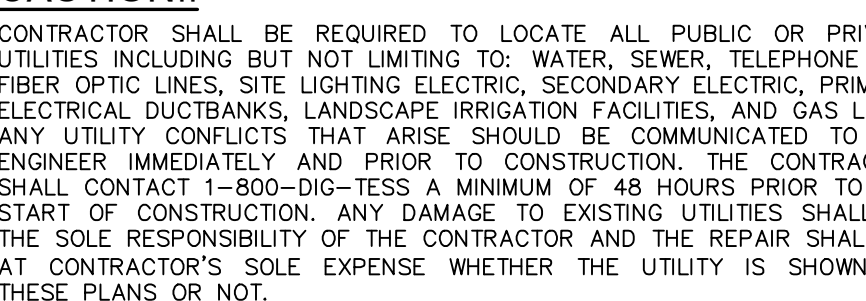 CONTRACTOR SHALL BE REQUIRED TO LOCATE ALL PUBLIC OR
UTILITIES INCLUDING BUT NOT LIMITING TO: WATER, SEWER, TELEPHONE
FIBER OPTIC LINES, SITE LIGHTING ELECTRIC, SECONDARY ELECTRIC,
ELECTRICAL DUCTBANKS, LANDSCAPE IRRIGATION FACILITIES, AND GAS
ANY UTILITY CONFLICTS THAT ARISE SHOULD BE COMMUNICATED TO
ENGINEER IMMEDIATELY AND PRIOR TO CONSTRUCTION. THE
SHALL CONTACT 1-800-DIG-TESS A MINIMUM OF 48 HOURS PRIOR TO
START OF CONSTRUCTION. ANY DAMAGE TO EXISTING UTILITIES SHALL
THE SOLE RESPONSIBILITY OF THE CONTRACTOR AND THE REPAIR SHAL
AT CONTRACTOR'S SOLE EXPENSE WHETHER THE UTILITY IS SHOWN
THESE PLANS OR NOT.